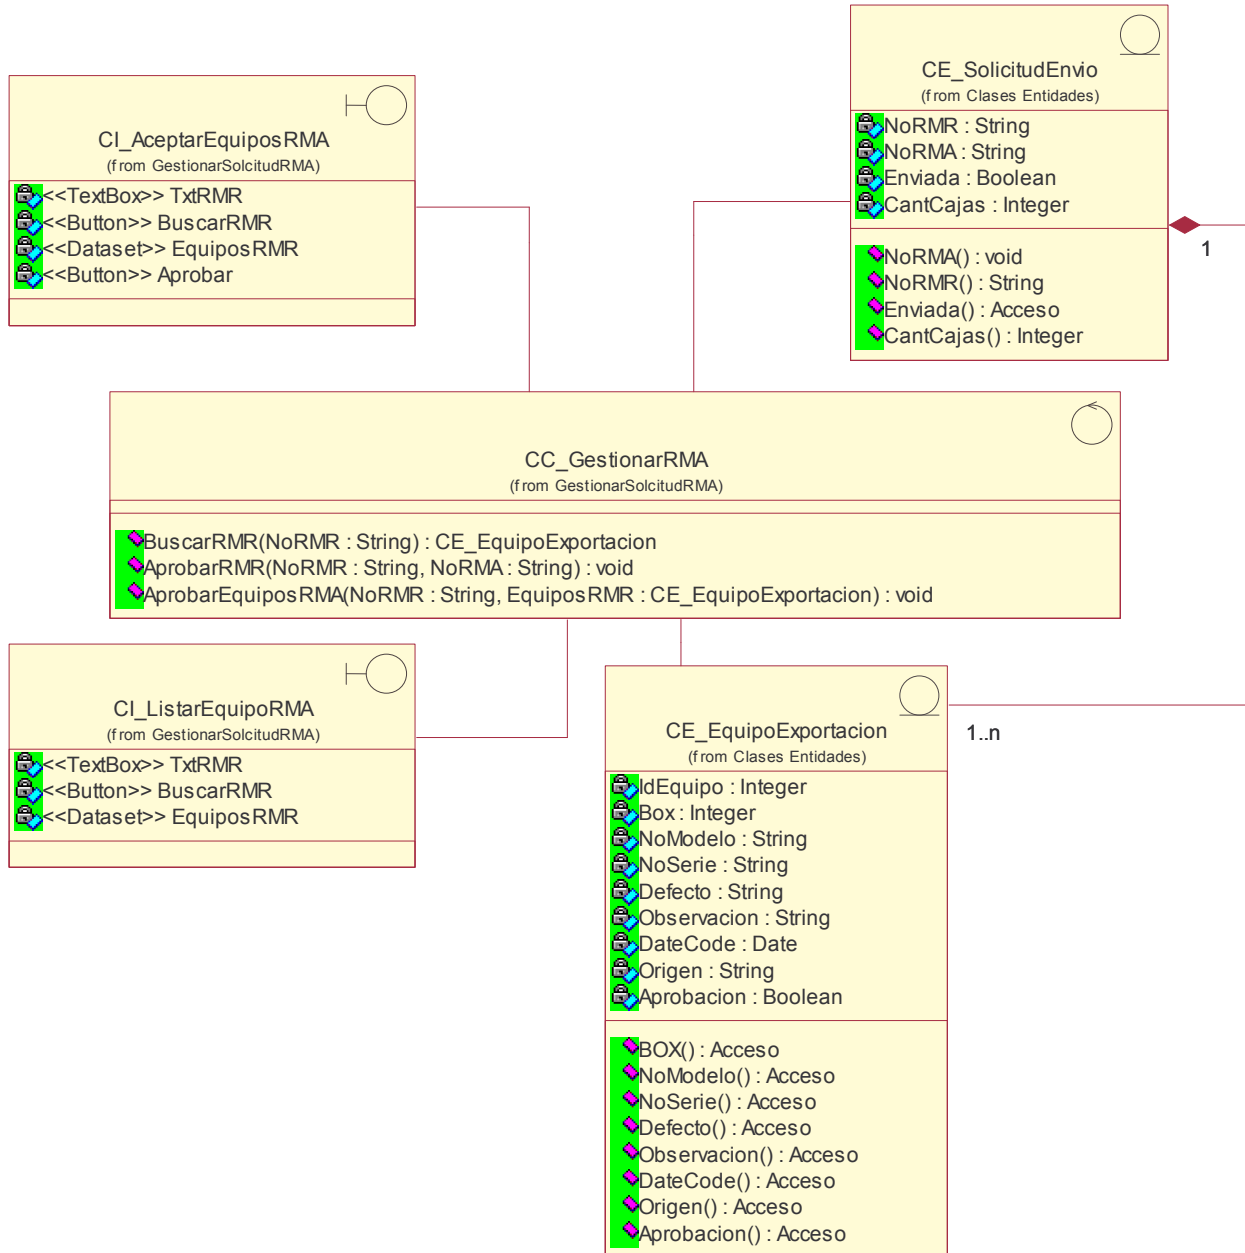 CE_SolicitudEnvio
(from Clases Entidades)
NoRMR : String
NoRMA : String
Enviada : Boolean
CantCajas : Integer
NoRMA() : void
NoRMR() : String
Enviada() : Acceso
CantCajas() : Integer
1
CI_AceptarEquiposRMA
(from GestionarSolcitudRMA)
<<TextBox>> TxtRMR
<<Button>> BuscarRMR
<<Dataset>> EquiposRMR
<<Button>> Aprobar
CC_GestionarRMA
(from GestionarSolcitudRMA)
BuscarRMR(NoRMR : String) : CE_EquipoExportacion
AprobarRMR(NoRMR : String, NoRMA : String) : void
AprobarEquiposRMA(NoRMR : String, EquiposRMR : CE_EquipoExportacion) : void
CI_ListarEquipoRMA
(from GestionarSolcitudRMA)
<<TextBox>> TxtRMR
<<Button>> BuscarRMR
<<Dataset>> EquiposRMR
CE_EquipoExportacion
(from Clases Entidades)
1..n
IdEquipo : Integer
Box : Integer
NoModelo : String
NoSerie : String
Defecto : String
Observacion : String
DateCode : Date
Origen : String
Aprobacion : Boolean
BOX() : Acceso
NoModelo() : Acceso
NoSerie() : Acceso
Defecto() : Acceso
Observacion() : Acceso
DateCode() : Acceso
Origen() : Acceso
Aprobacion() : Acceso